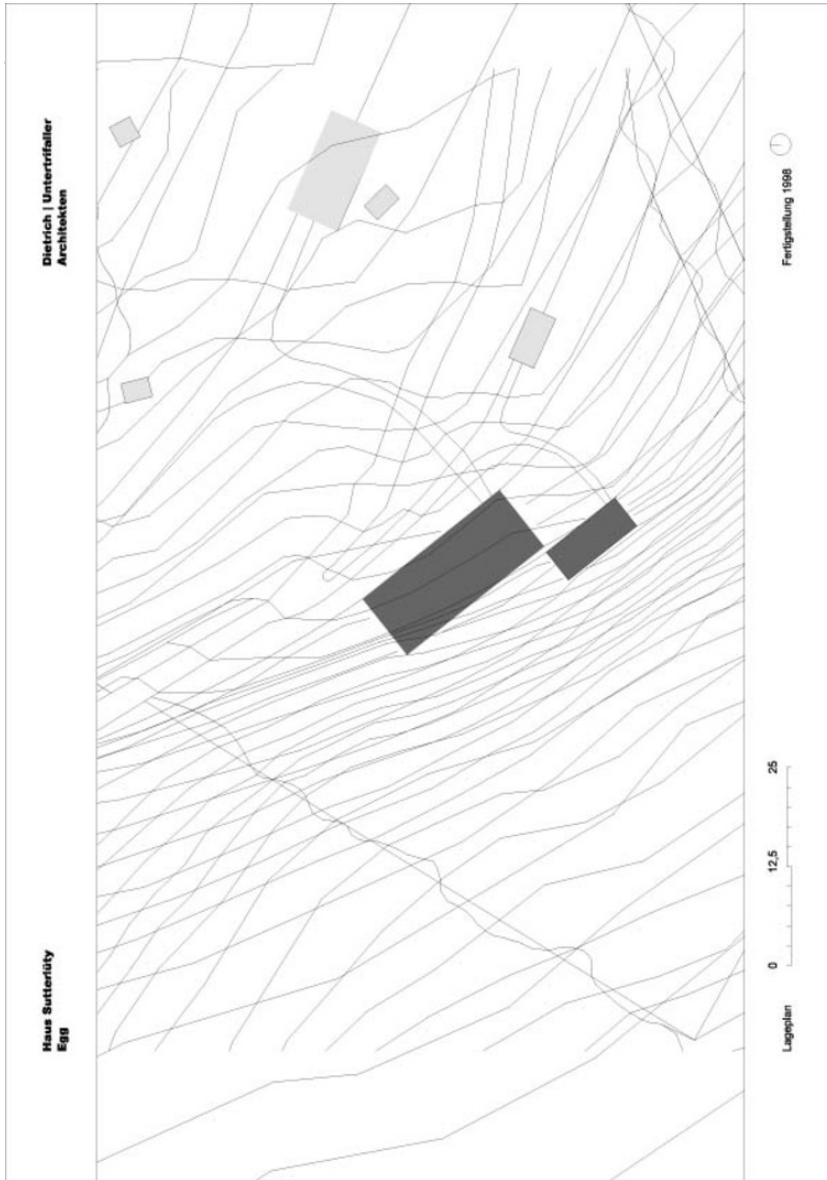 Haus Sutterlüty
Egg
Dietrich | Untertrifaller
Architekten
Lageplan
0 12,5 25
Fertigstellung 1998